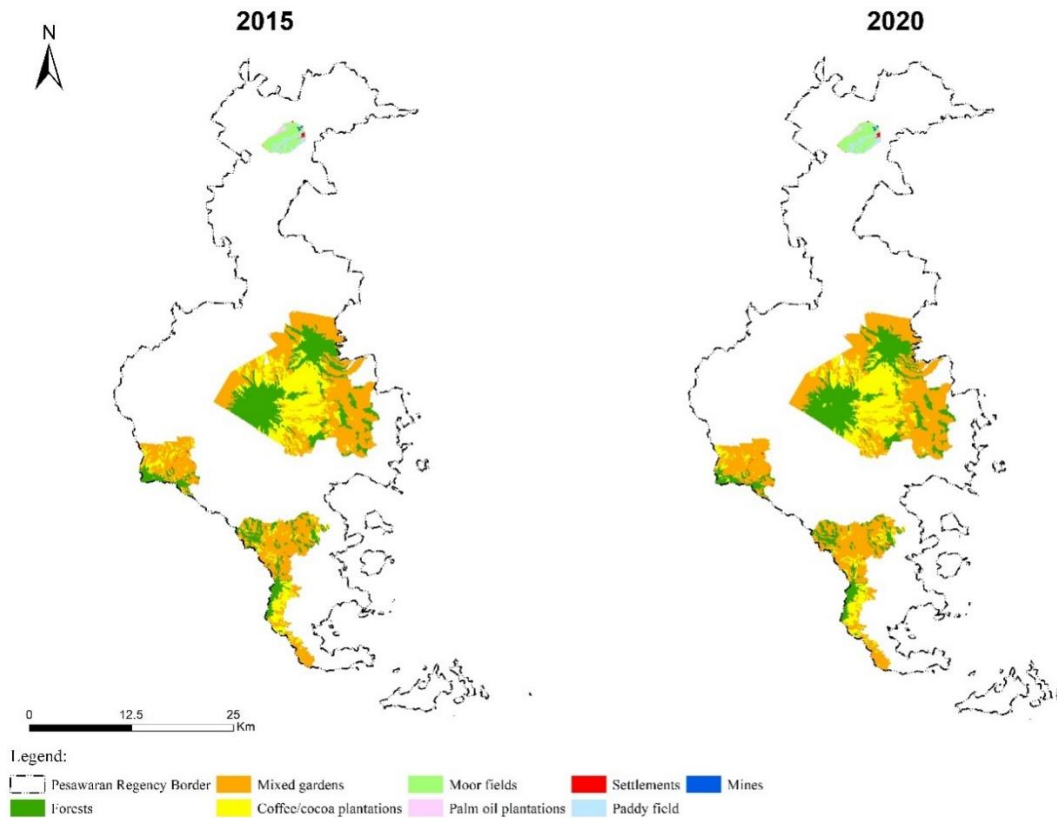 2015
2020
N
0 12.5 25
Km
Legend:
Pesawaran Regency Border Mixed gardens Moor fields Settlements Mines
Forests Coffee/cocoa plantations Palm oil plantations Paddy field